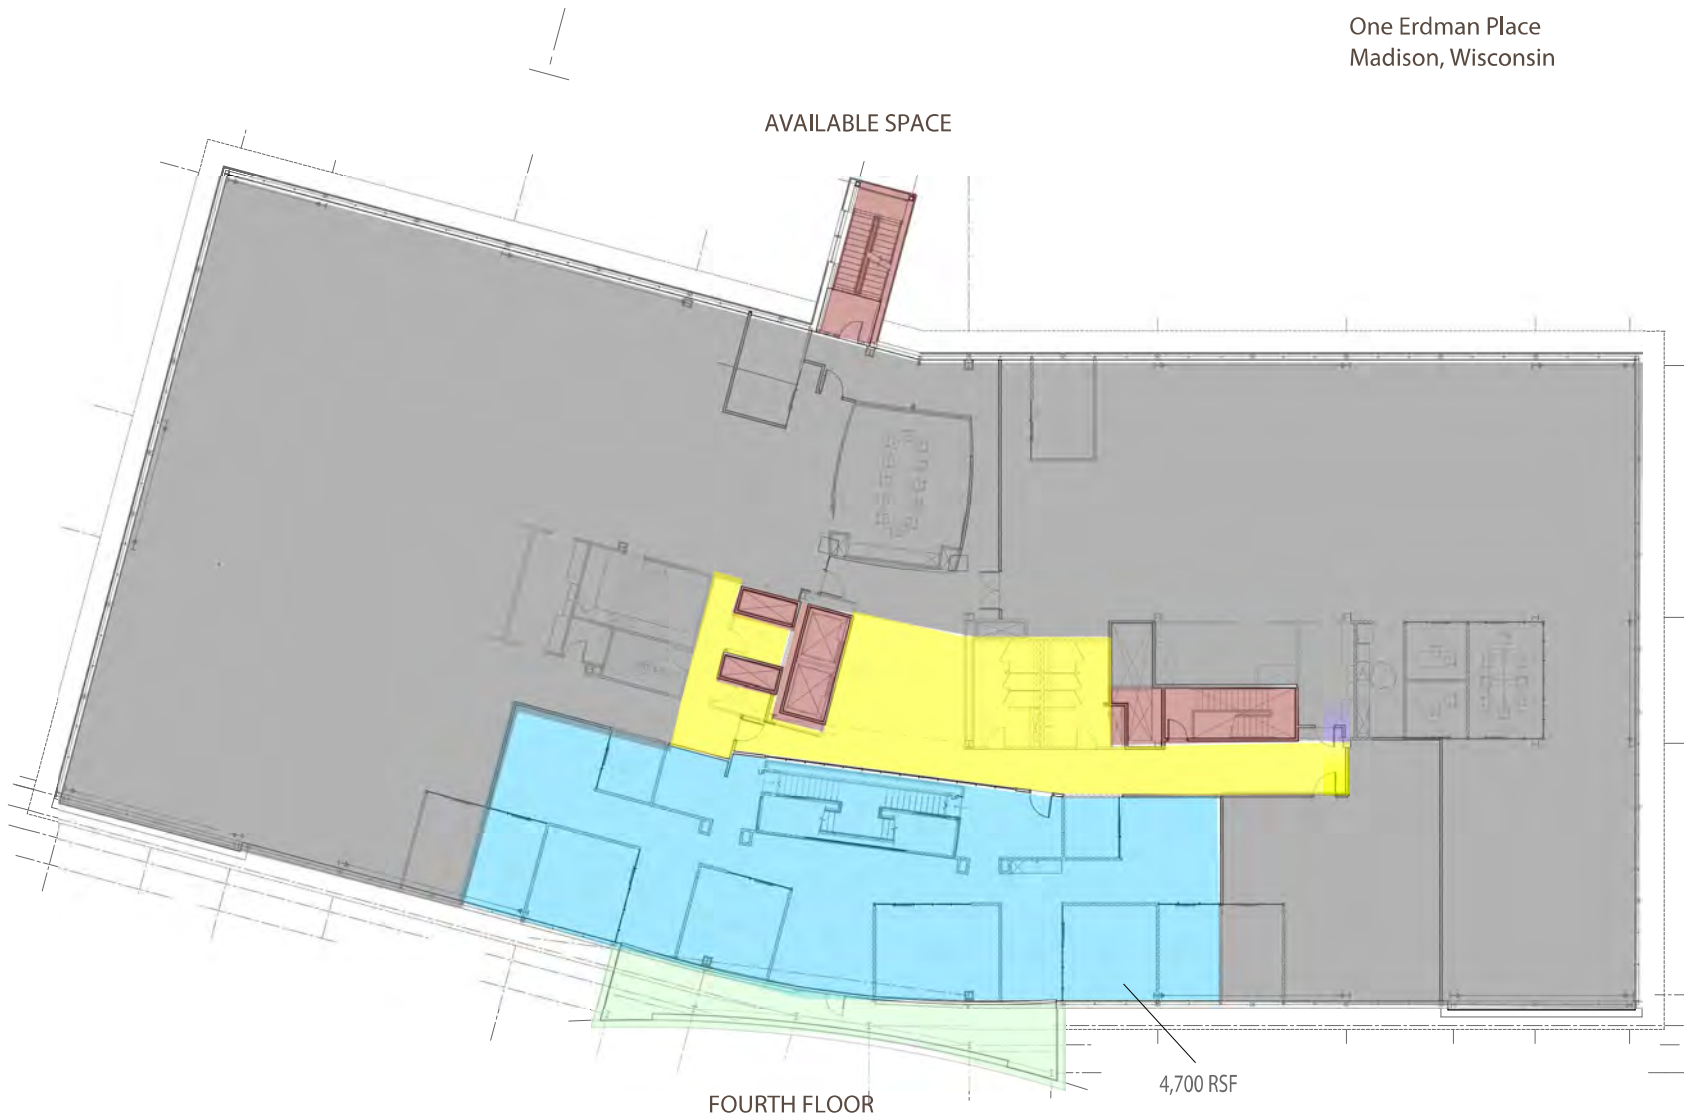 One Erdman Place
Madison, Wisconsin
AVAILABLE SPACE
4,700 RSF
FOURTH FLOOR